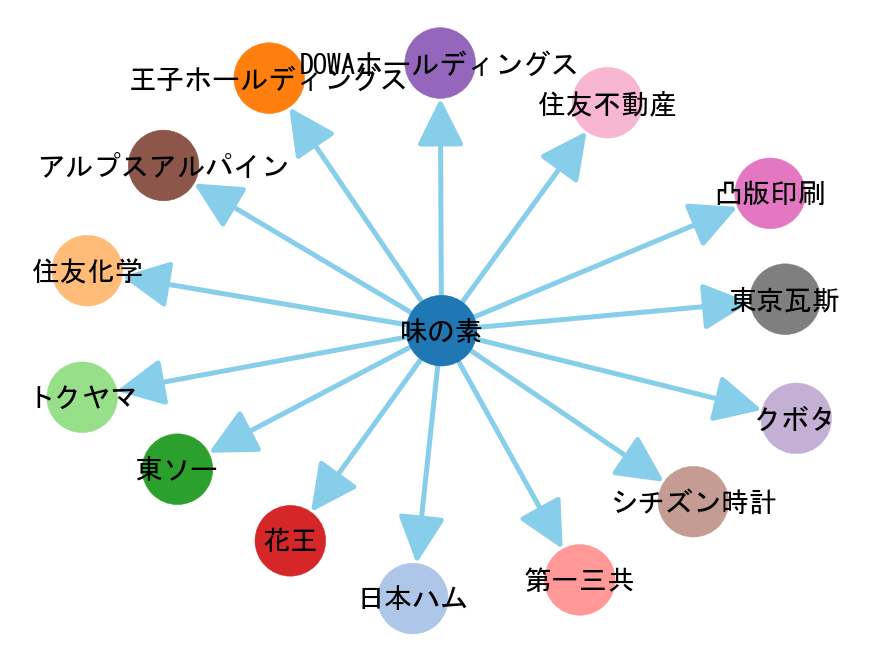 DOWAホールディングス
王子ホールディングス
住友不動産
アルプスアルパイン
凸版印刷
住友化学
東京瓦斯
味の素
トクヤマ
クボタ
東ソー
シチズン時計
花王
第一三共
日本ハム